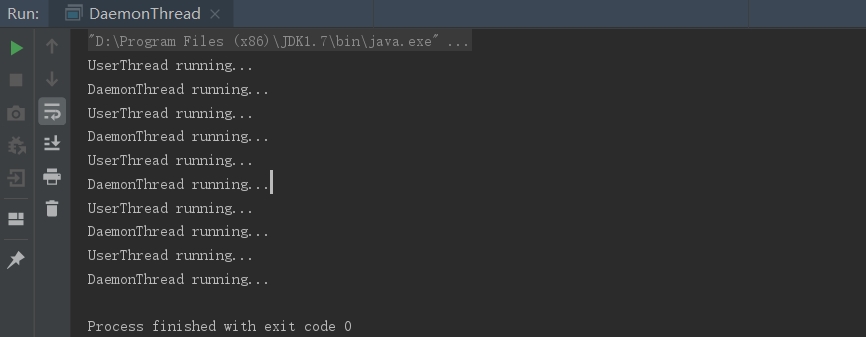 Run: DaemonThread
"D:\Program Files (x86)\JDK1.7\bin\java.exe" ...
UserThread running...
DaemonThread running...
UserThread running...
DaemonThread running...
UserThread running...
DaemonThread running...
UserThread running...
DaemonThread running...
UserThread running...
DaemonThread running...
Process finished with exit code 0